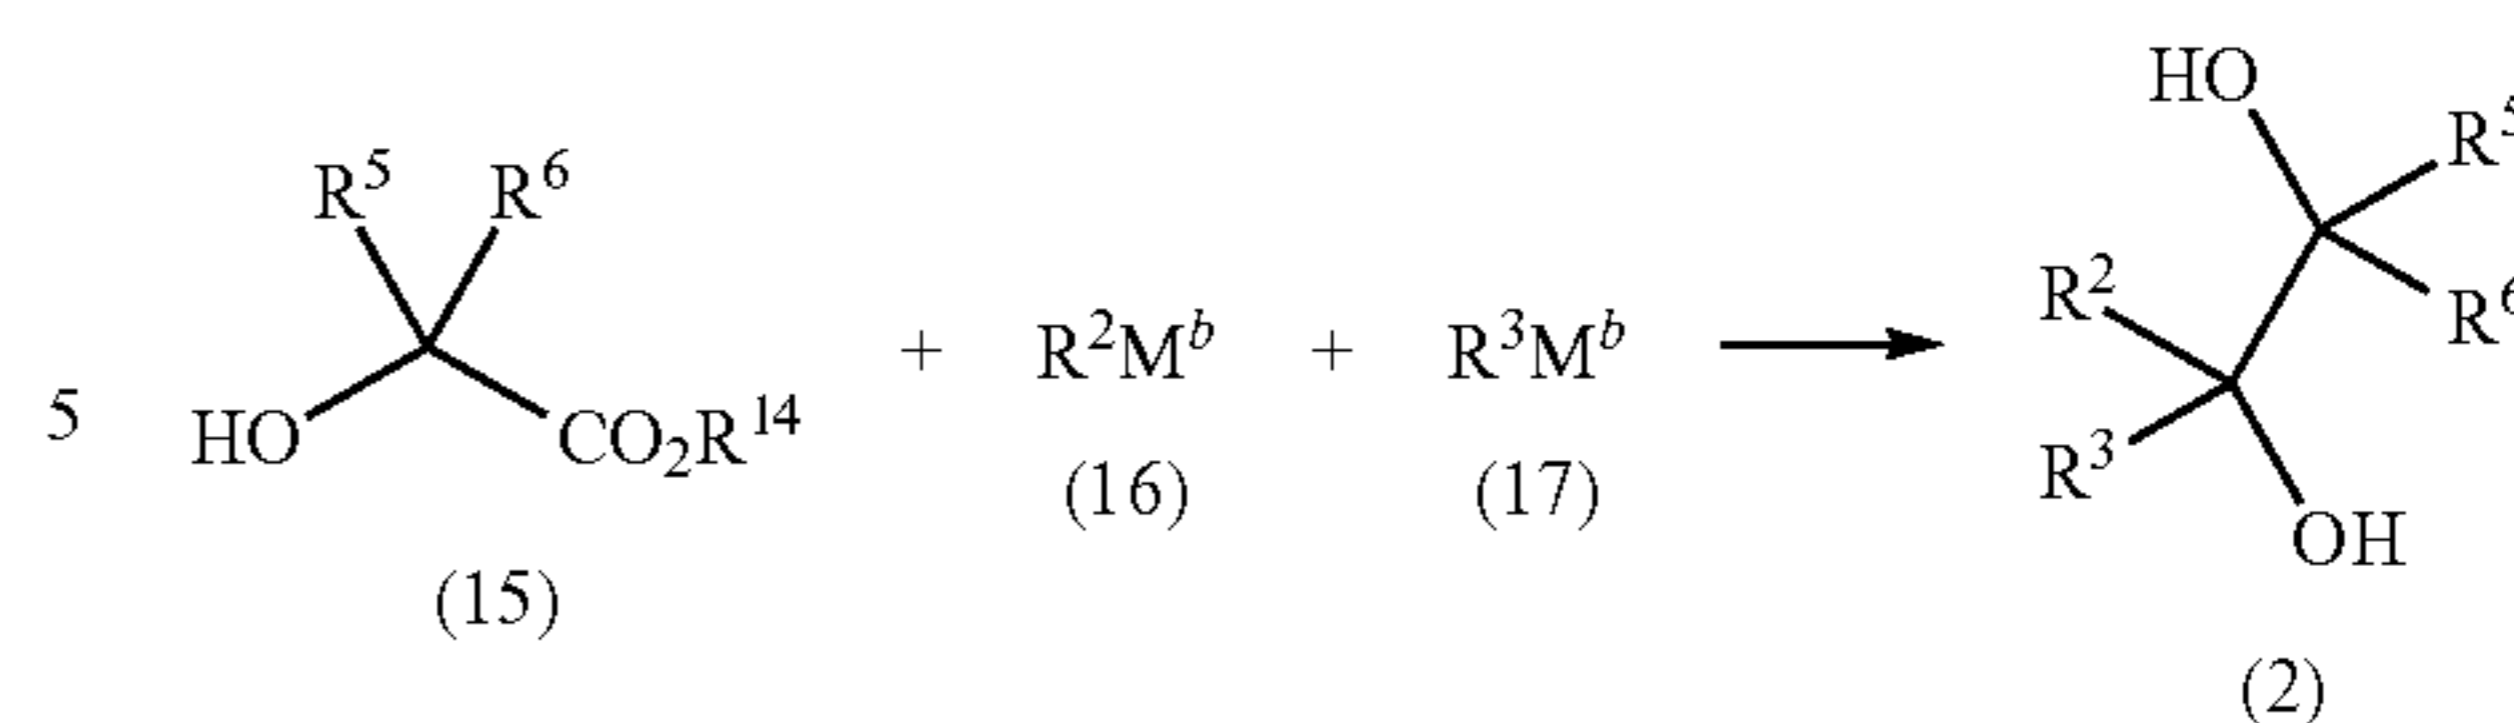 HO
R⁵
R⁵ R⁶
R²
R⁶
+ R²Mᵇ + R³Mᵇ
5 HO CO₂R¹⁴
R³
(16) (17)
OH
(15)
(2)